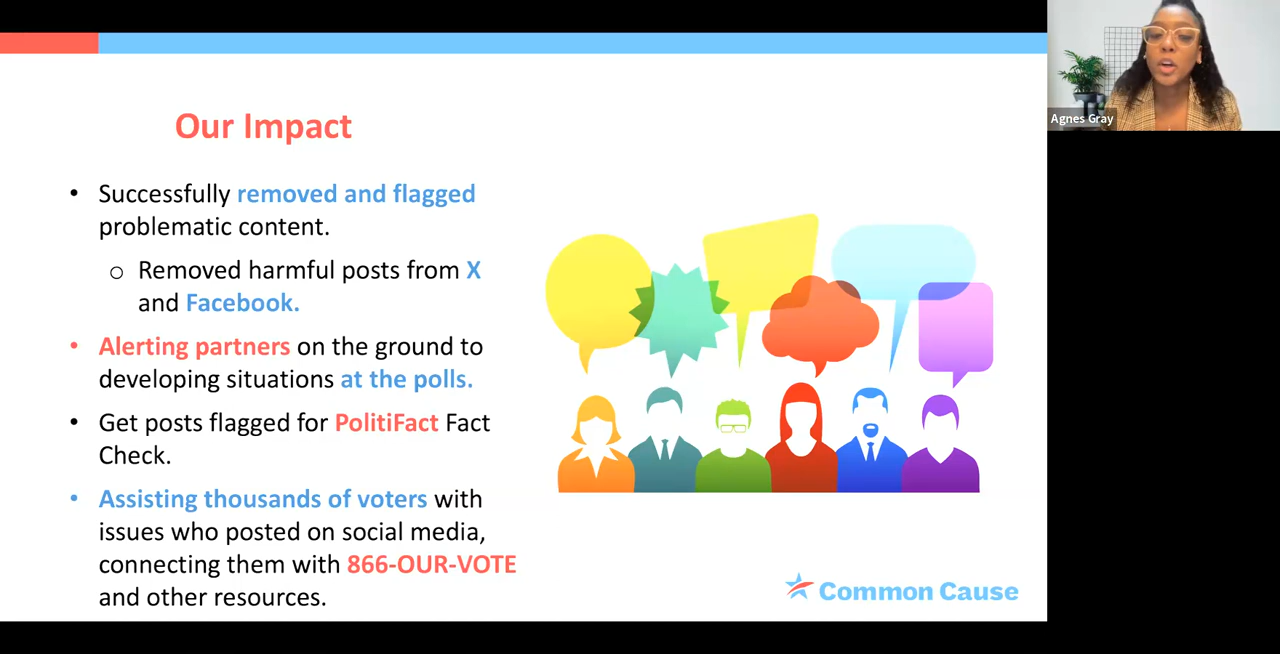 Our Impact
• Successfully removed and flagged
problematic content.
o Removed harmful posts from X
and Facebook.
• Alerting partners on the ground to
developing situations at the polls.
• Get posts flagged for PolitiFact Fact
Check.
• Assisting thousands of voters with
issues who posted on social media,
connecting them with 866-OUR-VOTE
and other resources.
Common Cause
Agnes Gray